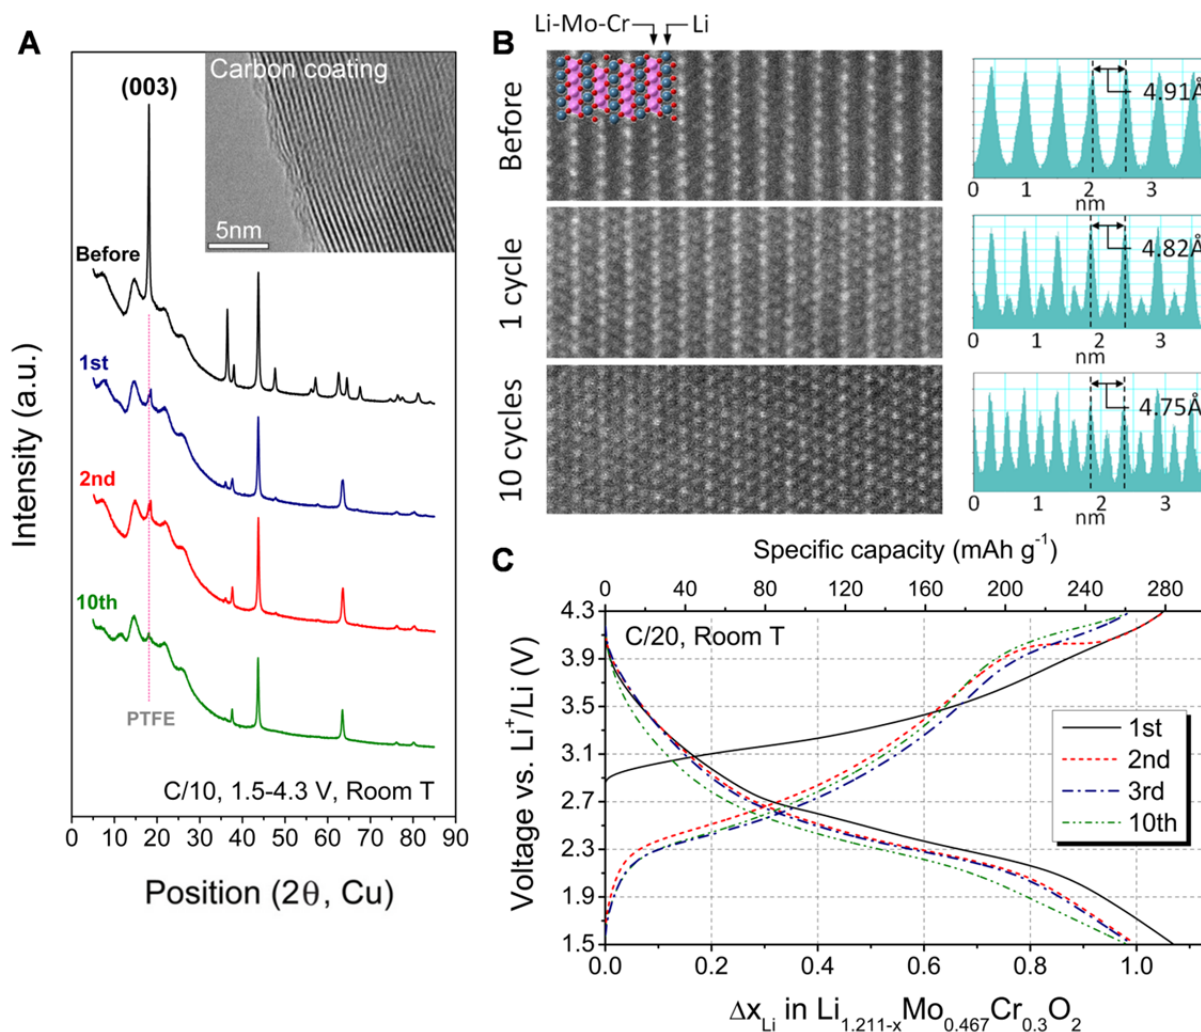 A
Carbon coating
5nm
(003)
Before
1st
2nd
10th
PTFE
C/10, 1.5-4.3 V, Room T
Intensity (a.u.)
0 10 20 30 40 50 60 70 80 90
Position (2θ, Cu)
B
Li-Mo-Cr
Li
Before
1 cycle
10 cycles
4.91Å
0 1 2 3
nm
4.82Å
0 1 2 3
nm
4.75Å
0 1 2 3
nm
C
Specific capacity (mAh g⁻¹)
0 40 80 120 160 200 240 280
C/20, Room T
4.3
3.9
3.5
3.1
2.7
2.3
1.9
1.5
Voltage vs. Li⁺/Li (V)
1st
2nd
3rd
10th
0.0 0.2 0.4 0.6 0.8 1.0
Δx_Li in Li₁.₂₁₁₋ₓMo₀.₄₆₇Cr₀.₃O₂